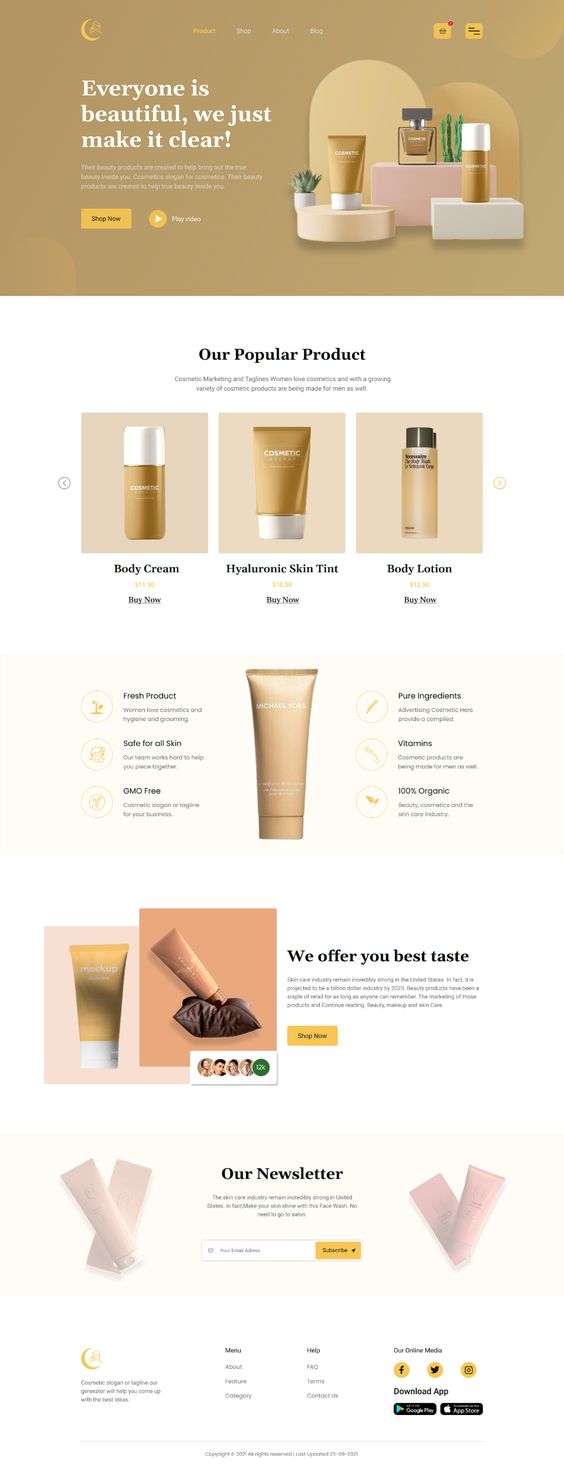 Product
Shop
About
Blog
Everyone is
beautiful, we just
make it clear!
Their beauty products are created to help bring out the true
beauty inside you. Cosmetics slogan for cosmetics. Their beauty
products are created to help true beauty inside you.
Shop Now
Play video
COSMETIC
COSMETIC
COSMETIC
Our Popular Product
Cosmetic Marketing and Taglines Women love cosmetics and with a growing
variety of cosmetic products are being made for men as well.
COSMETIC
MOCKUP
COSMETIC
MOCKUP
Necessaire
The Body Wash
Le Nettoyant Corps
Body Cream
Hyaluronic Skin Tint
Body Lotion
$11.50
$10.50
$12.50
Buy Now
Buy Now
Buy Now
Fresh Product
Women love cosmetics and
hygiene and grooming.
Safe for all Skin
Our team works hard to help
you piece together.
GMO Free
Cosmetic slogan or tagline
for your business.
MICHAEL KORS
Pure Ingredients
Advertising Cosmetic Here
provide a compiled.
Vitamins
Cosmetic products are
being made for men as well.
100% Organic
Beauty, cosmetics and the
skin care industry.
mockup
12k
We offer you best taste
Skin care industry remain incredibly strong in the United States. In fact, it is
projected to be a billion dollar industry by 2023. Beauty products have been a
staple of retail for as long as anyone can remember. The marketing of those
products and Continue reading. Beauty, makeup and skin Care.
Shop Now
Our Newsletter
The skin care industry remain incredibly strong in United
States. In fact,Make your skin shine with this Face Wash. No
need to go to salon.
Your Email Adress
Subscribe
Cosmetic slogan or tagline our
generator will help you come up
with the best ideas.
Menu
About
Feature
Category
Help
FAQ
Terms
Contact Us
Our Online Media
Download App
Google Play
App Store
Copyright © 2021 All rights reserved | Last Updated 25-09-2021